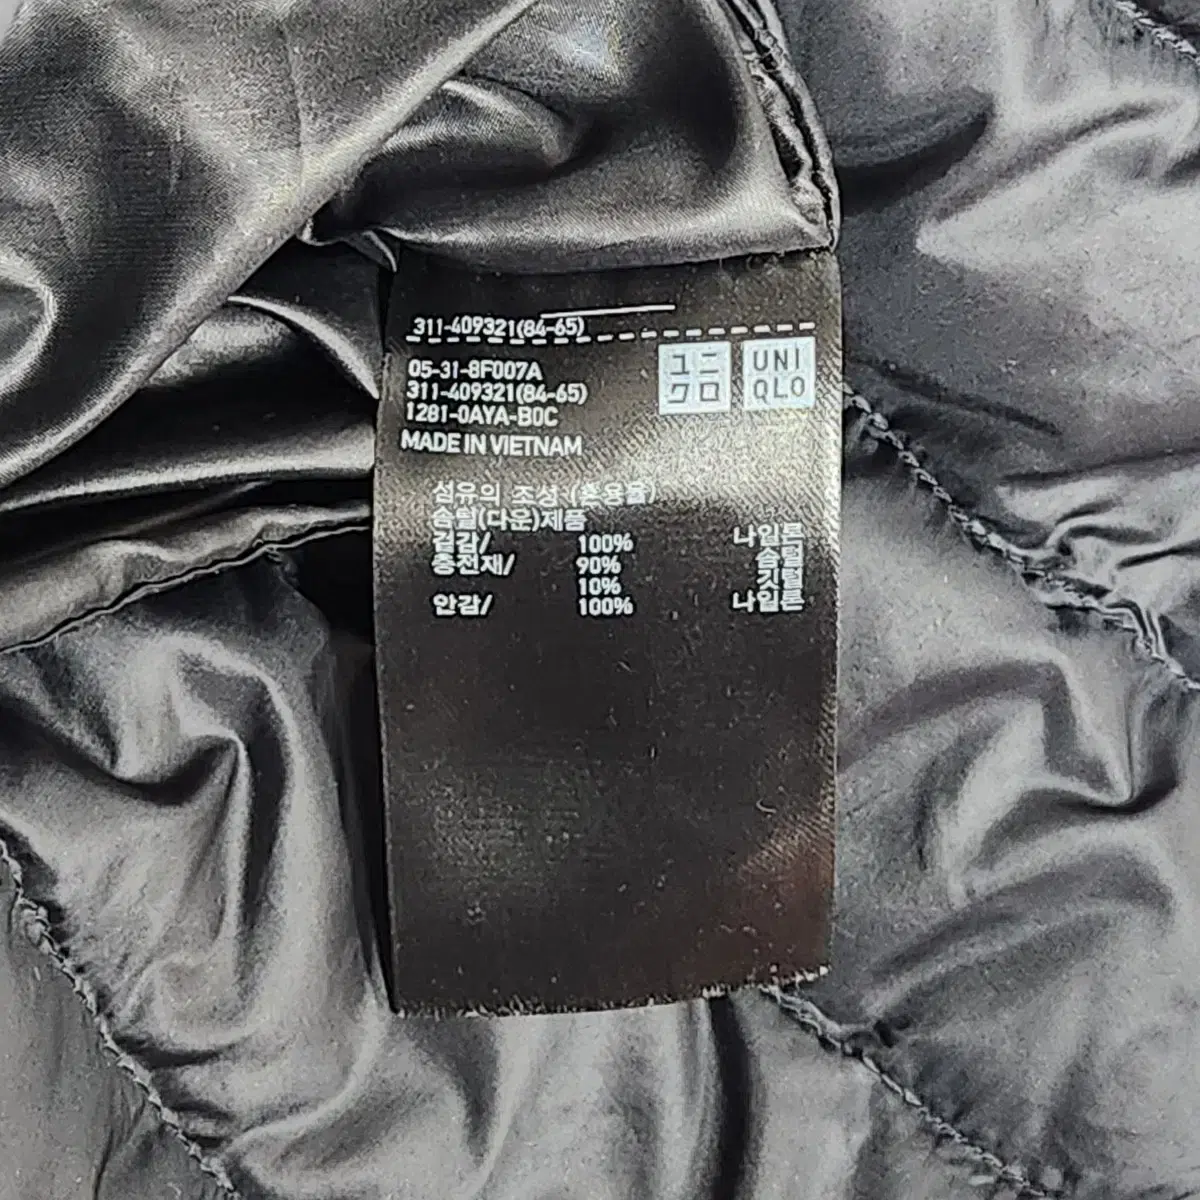 311-409321(84-65)
05-31-8F007A
311-409321(84-65)
1281-0AYA-B0C
MADE IN VIETNAM
ユニ
クロ
UNI
QLO
섬유의 조성 (혼용율)
솜털(다운)제품
겉감/ 100% 나일론
충전재/ 90% 솜털
10% 깃털
안감/ 100% 나일론